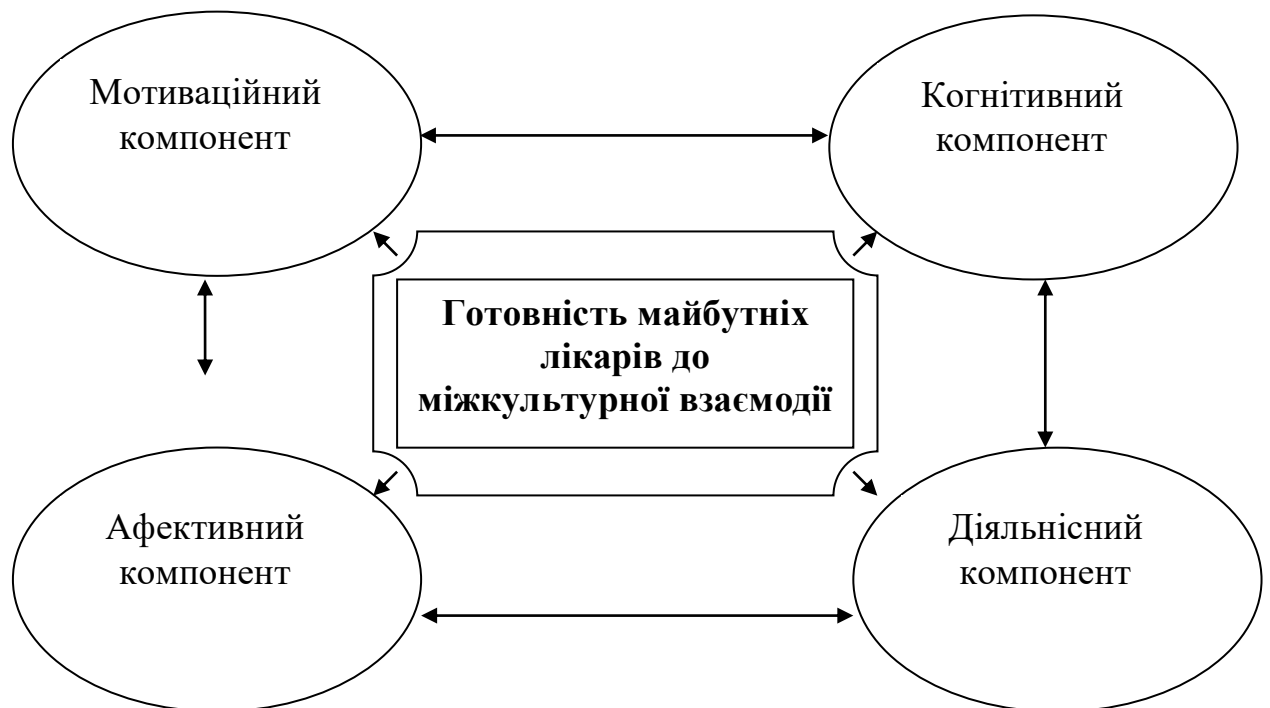 Мотиваційний
компонент
Когнітивний
компонент
Готовність майбутніх
лікарів до
міжкультурної взаємодії
Афективний
компонент
Діяльнісний
компонент